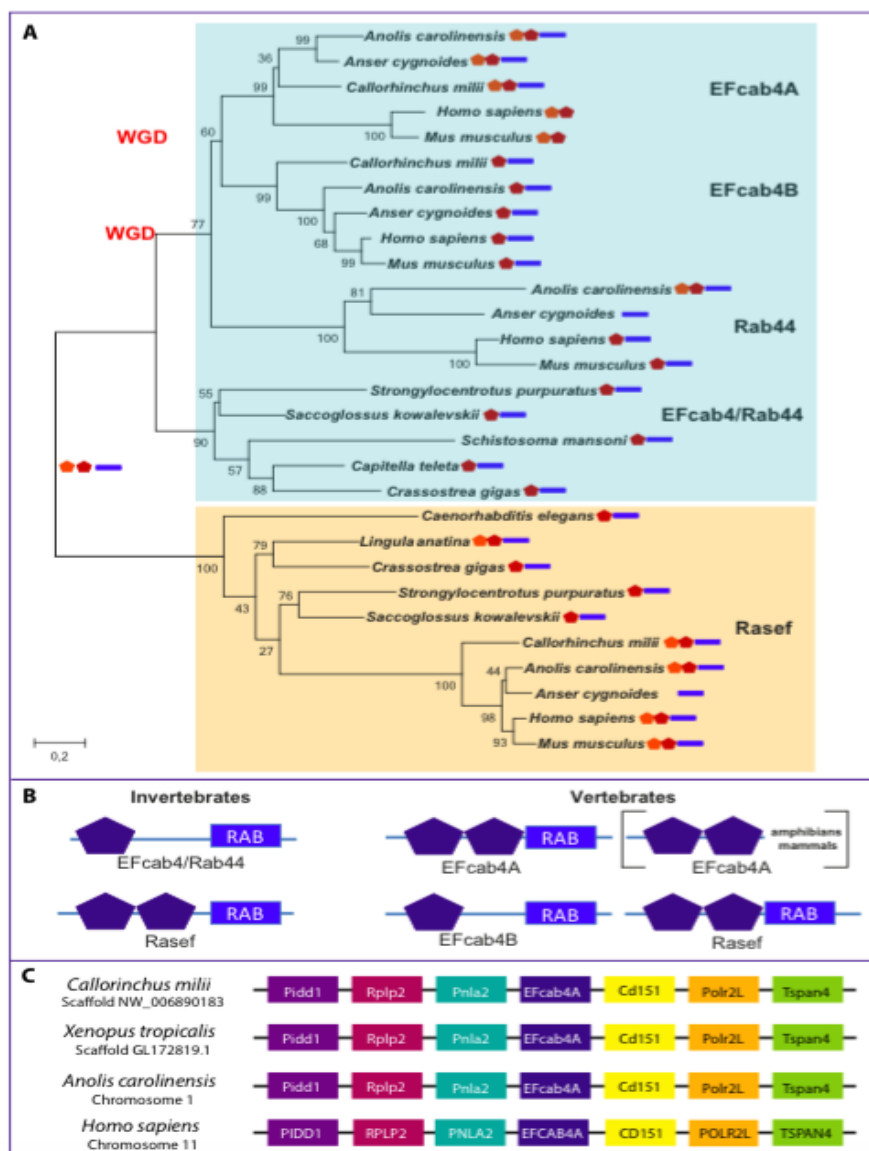 A
99
Anolis carolinensis
36
Anser cygnoides
99
Callorhinchus milii
EFcab4A
Homo sapiens
WGD
60
100
Mus musculus
Callorhinchus milii
99
Anolis carolinensis
EFcab4B
100
Anser cygnoides
WGD
77
68
Homo sapiens
99
Mus musculus
81
Anolis carolinensis
Anser cygnoides
Rab44
100
Homo sapiens
100
Mus musculus
55
Strongylocentrotus purpuratus
Saccoglossus kowalevskii
EFcab4/Rab44
90
Schistosoma mansoni
57
Capitella teleta
88
Crassostrea gigas
Caenorhabditis elegans
79
Lingula anatina
100
Crassostrea gigas
43
76
Strongylocentrotus purpuratus
Saccoglossus kowalevskii
Rasef
27
Callorhinchus milii
44
Anolis carolinensis
100
Anser cygnoides
98
Homo sapiens
93
Mus musculus
0,2
B
Invertebrates
Vertebrates
RAB
EFcab4/Rab44
RAB
EFcab4A
amphibians
mammals
EFcab4A
RAB
Rasef
RAB
EFcab4B
RAB
Rasef
C
Callorinchus milii
Scaffold NW_006890183
Pidd1 Rplp2 Pnla2 EFcab4A Cd151 Polr2L Tspan4
Xenopus tropicalis
Scaffold GL172819.1
Pidd1 Rplp2 Pnla2 EFcab4A Cd151 Polr2L Tspan4
Anolis carolinensis
Chromosome 1
Pidd1 Rplp2 Pnla2 EFcab4A Cd151 Polr2L Tspan4
Homo sapiens
Chromosome 11
PIDD1 RPLP2 PNLA2 EFCAB4A CD151 POLR2L TSPAN4